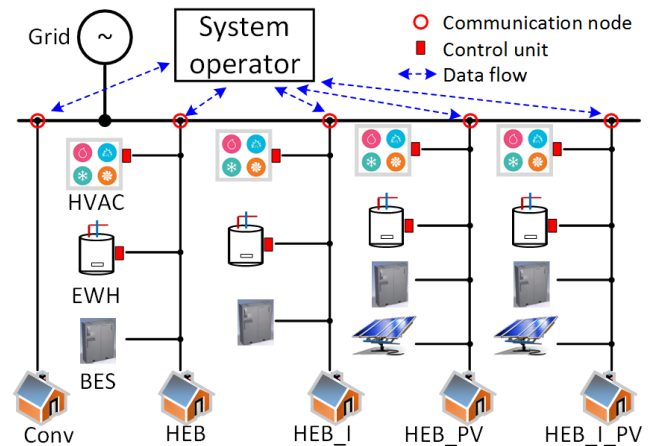 Grid
~
System
operator
Communication node
Control unit
Data flow
HVAC
EWH
BES
Conv
HEB
HEB_I
HEB_PV
HEB_I_PV